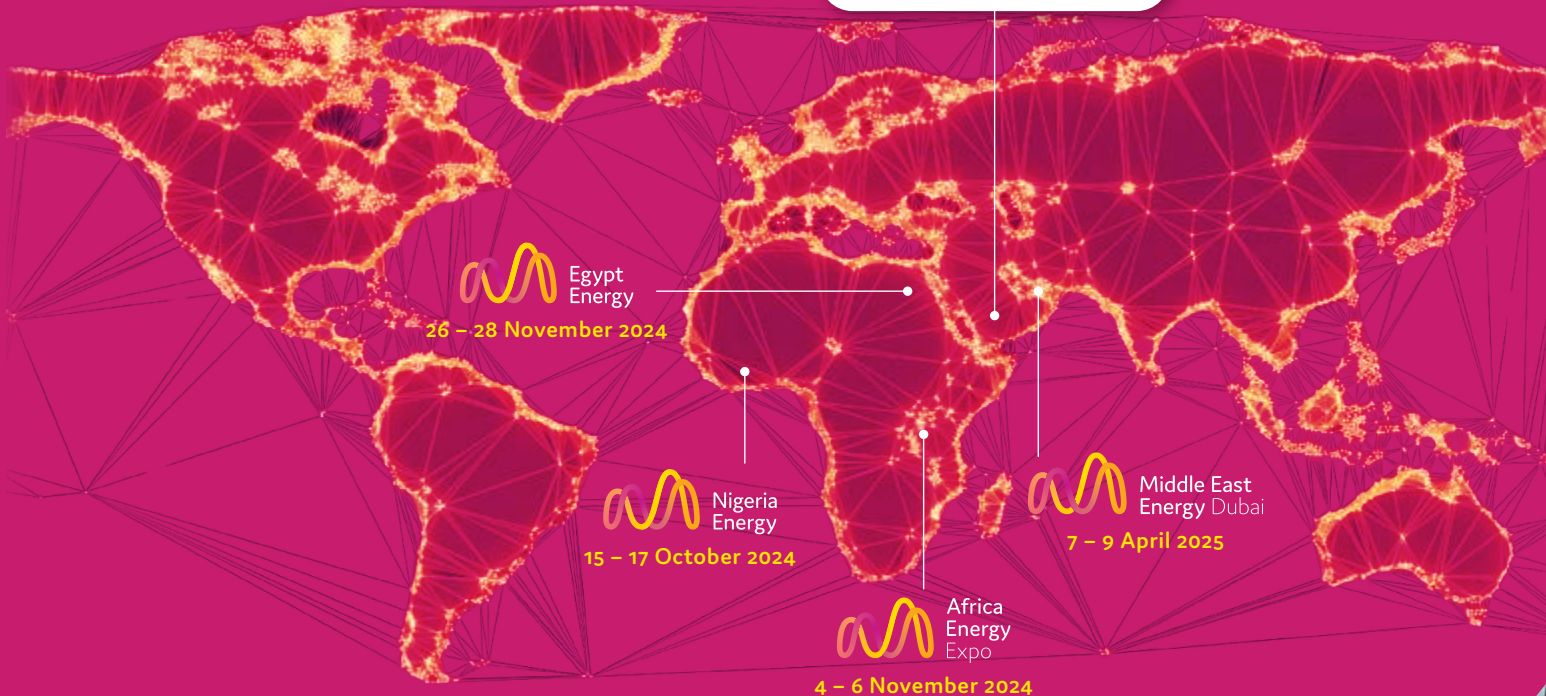 Egypt
Energy
26 – 28 November 2024
Nigeria
Energy
15 – 17 October 2024
Middle East
Energy Dubai
7 – 9 April 2025
Africa
Energy
Expo
4 – 6 November 2024